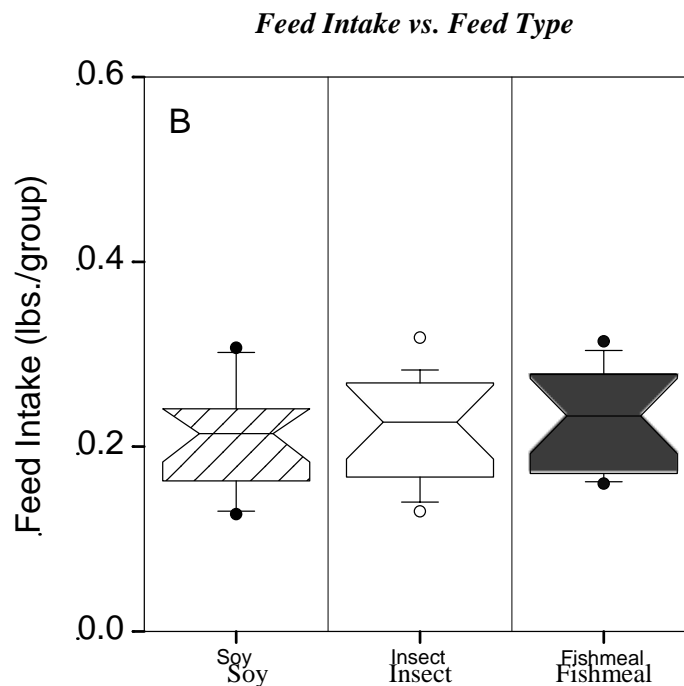 Feed Intake vs. Feed Type
0.6
B
0.4
0.2
0.0
.Feed Intake (lbs./group)
Soy Insect Fishmeal
Soy Insect Fishmeal